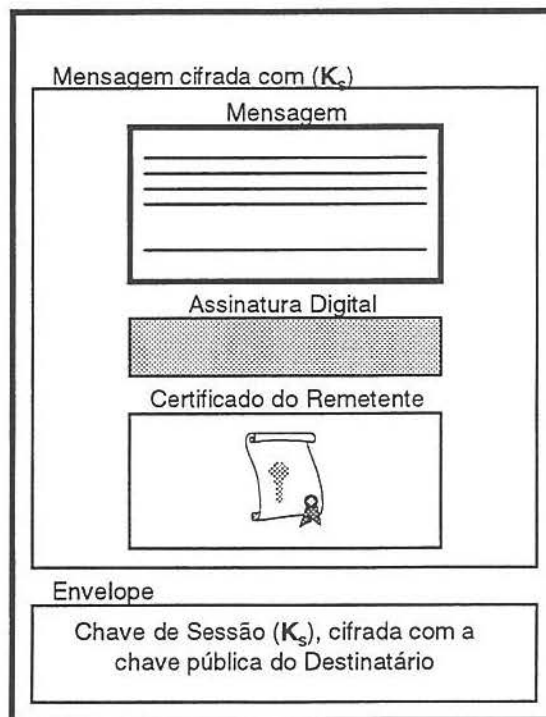 Mensagem cifrada com (Kₛ)
Mensagem
Assinatura Digital
Certificado do Remetente
Envelope
Chave de Sessão (Kₛ), cifrada com a
chave pública do Destinatário